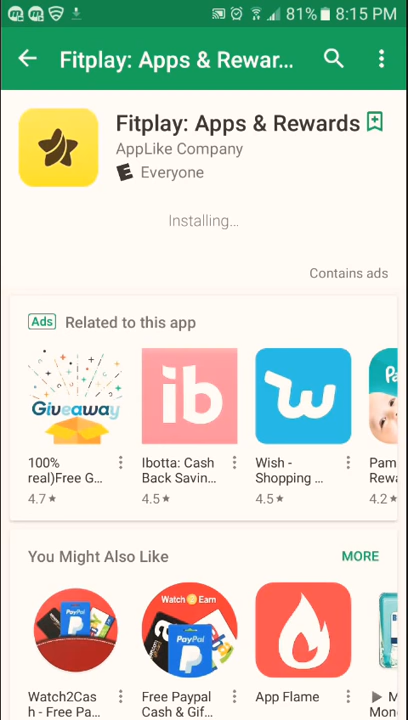 81% 8:15 PM
Fitplay: Apps & Rewar...
Fitplay: Apps & Rewards
AppLike Company
E Everyone
Installing...
Contains ads
Ads Related to this app
Giveaway
ib
100% real)Free G...
4.7★
Ibotta: Cash Back Savin...
4.5★
Wish - Shopping ...
4.5★
Pam
Rewa
4.2★
You Might Also Like MORE
PayPal
Watch Earn
PayPal
Watch2Cas
h - Free Pa...
Free Paypal
Cash & Gif...
App Flame
M